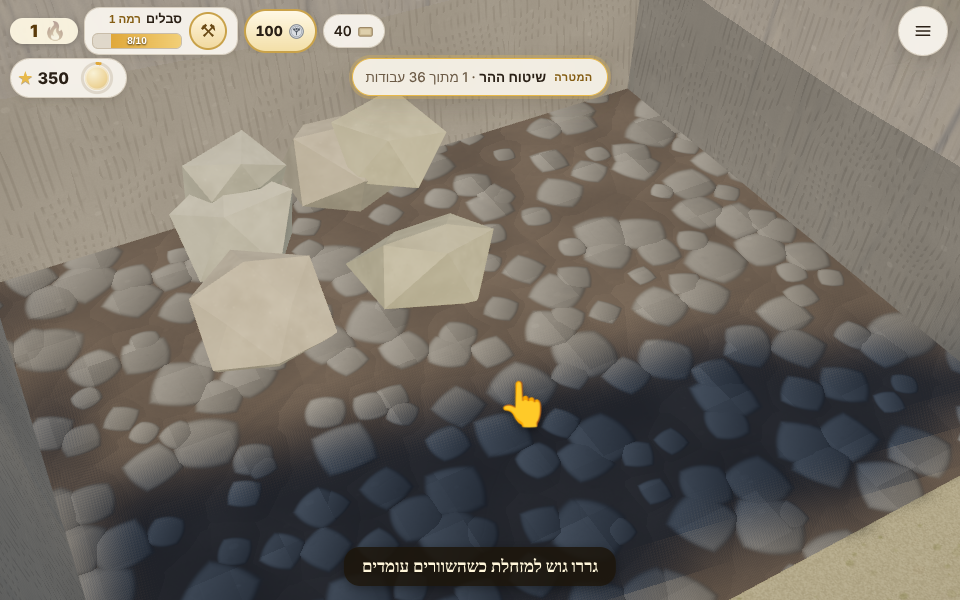 סבלים רמה 1
8/10
1
100
40
350
המטרה שיטוח ההר · 1 מתוך 36 עבודות
גררו גוש למזחלת כשהשוורים עומדים